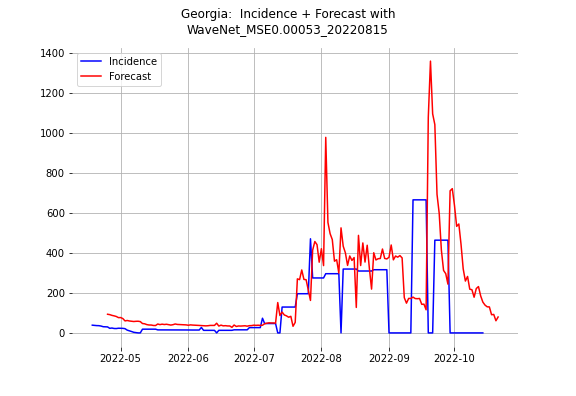 Georgia:  Incidence + Forecast with
WaveNet_MSE0.00053_20220815
Incidence
Forecast
1400
1200
1000
800
600
400
200
0
2022-05 2022-06 2022-07 2022-08 2022-09 2022-10